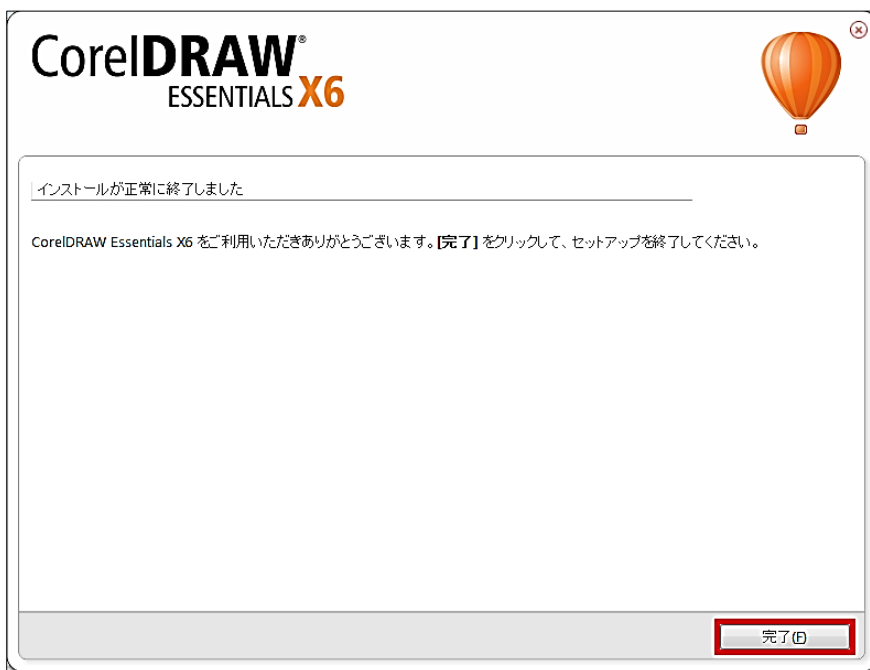 CorelDRAW®
ESSENTIALS X6
インストールが正常に終了しました
CorelDRAW Essentials X6 をご利用いただきありがとうございます。[完了] をクリックして、セットアップを終了してください。
完了(F)